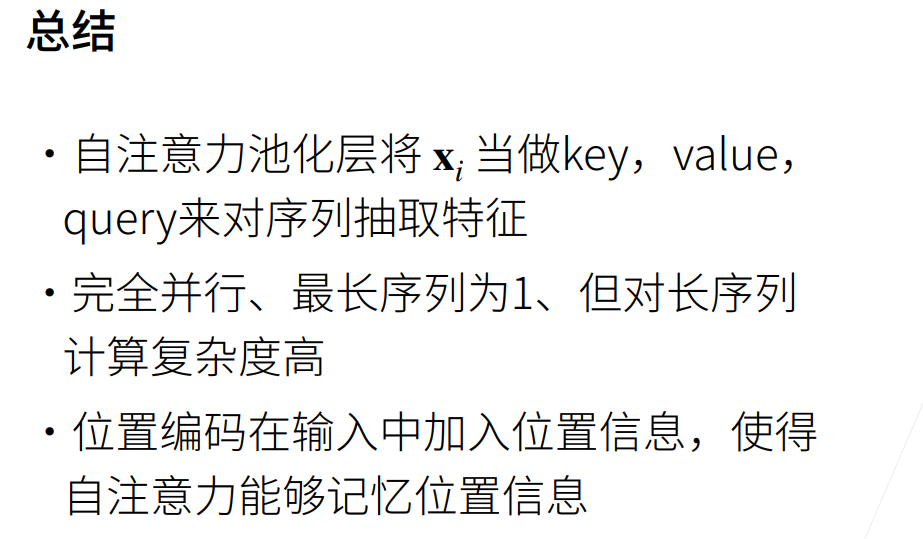 总结
• 自注意力池化层将 xᵢ 当做key，value，
query来对序列抽取特征
• 完全并行、最长序列为1、但对长序列
计算复杂度高
• 位置编码在输入中加入位置信息，使得
自注意力能够记忆位置信息